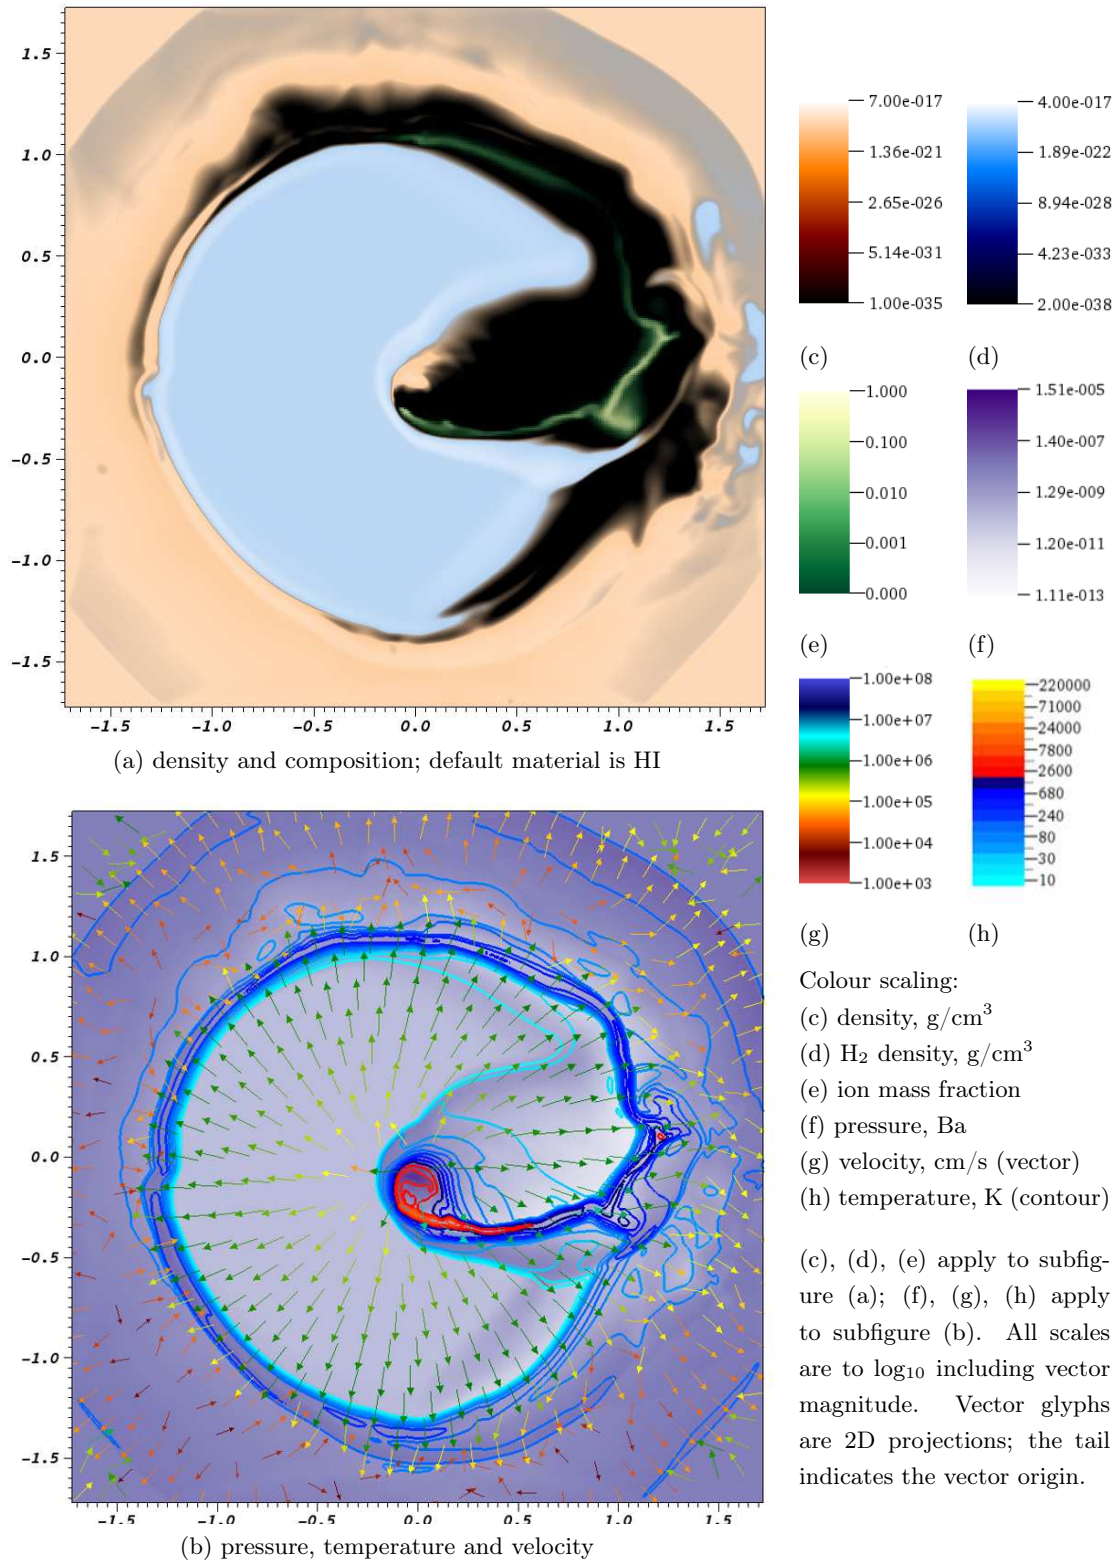 1.5
1.0
0.5
0.0
-0.5
-1.0
-1.5
-1.5 -1.0 -0.5 0.0 0.5 1.0 1.5
(a) density and composition; default material is HI
7.00e-017
1.36e-021
2.65e-026
5.14e-031
1.00e-035
(c)
4.00e-017
1.89e-022
8.94e-028
4.23e-033
2.00e-038
(d)
1.000
0.100
0.010
0.001
0.000
(e)
1.51e-005
1.40e-007
1.29e-009
1.20e-011
1.11e-013
(f)
1.00e+08
1.00e+07
1.00e+06
1.00e+05
1.00e+04
1.00e+03
(g)
220000
71000
24000
7800
2600
680
240
80
30
10
(h)
1.5
1.0
0.5
0.0
-0.5
-1.0
-1.5
-1.5 -1.0 -0.5 0.0 0.5 1.0 1.5
(b) pressure, temperature and velocity
Colour scaling:
(c) density, g/cm³
(d) H₂ density, g/cm³
(e) ion mass fraction
(f) pressure, Ba
(g) velocity, cm/s (vector)
(h) temperature, K (contour)
(c), (d), (e) apply to subfig-
ure (a); (f), (g), (h) apply
to subfigure (b). All scales
are to log₁₀ including vector
magnitude. Vector glyphs
are 2D projections; the tail
indicates the vector origin.